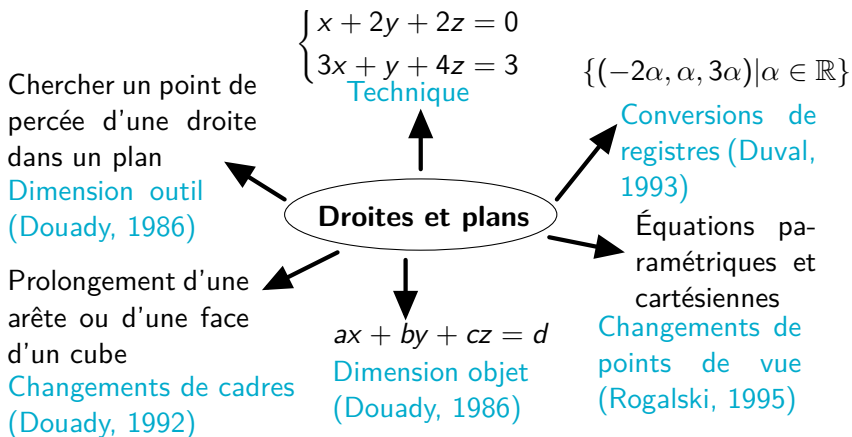 x + 2y + 2z = 0
3x + y + 4z = 3
Technique
{(−2α, α, 3α)|α ∈ ℝ}
Conversions de
registres (Duval,
1993)
Chercher un point de
percée d'une droite
dans un plan
Dimension outil
(Douady, 1986)
Droites et plans
Équations pa-
ramétriques et
cartésiennes
Changements de
points de vue
(Rogalski, 1995)
Prolongement d'une
arête ou d'une face
d'un cube
Changements de cadres
(Douady, 1992)
ax + by + cz = d
Dimension objet
(Douady, 1986)